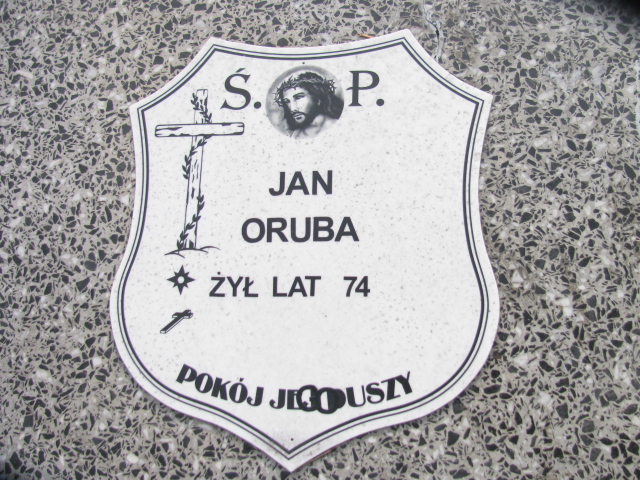 Ś. P.
JAN
ORUBA
ŻYŁ LAT 74
POKÓJ JEGO DUSZY